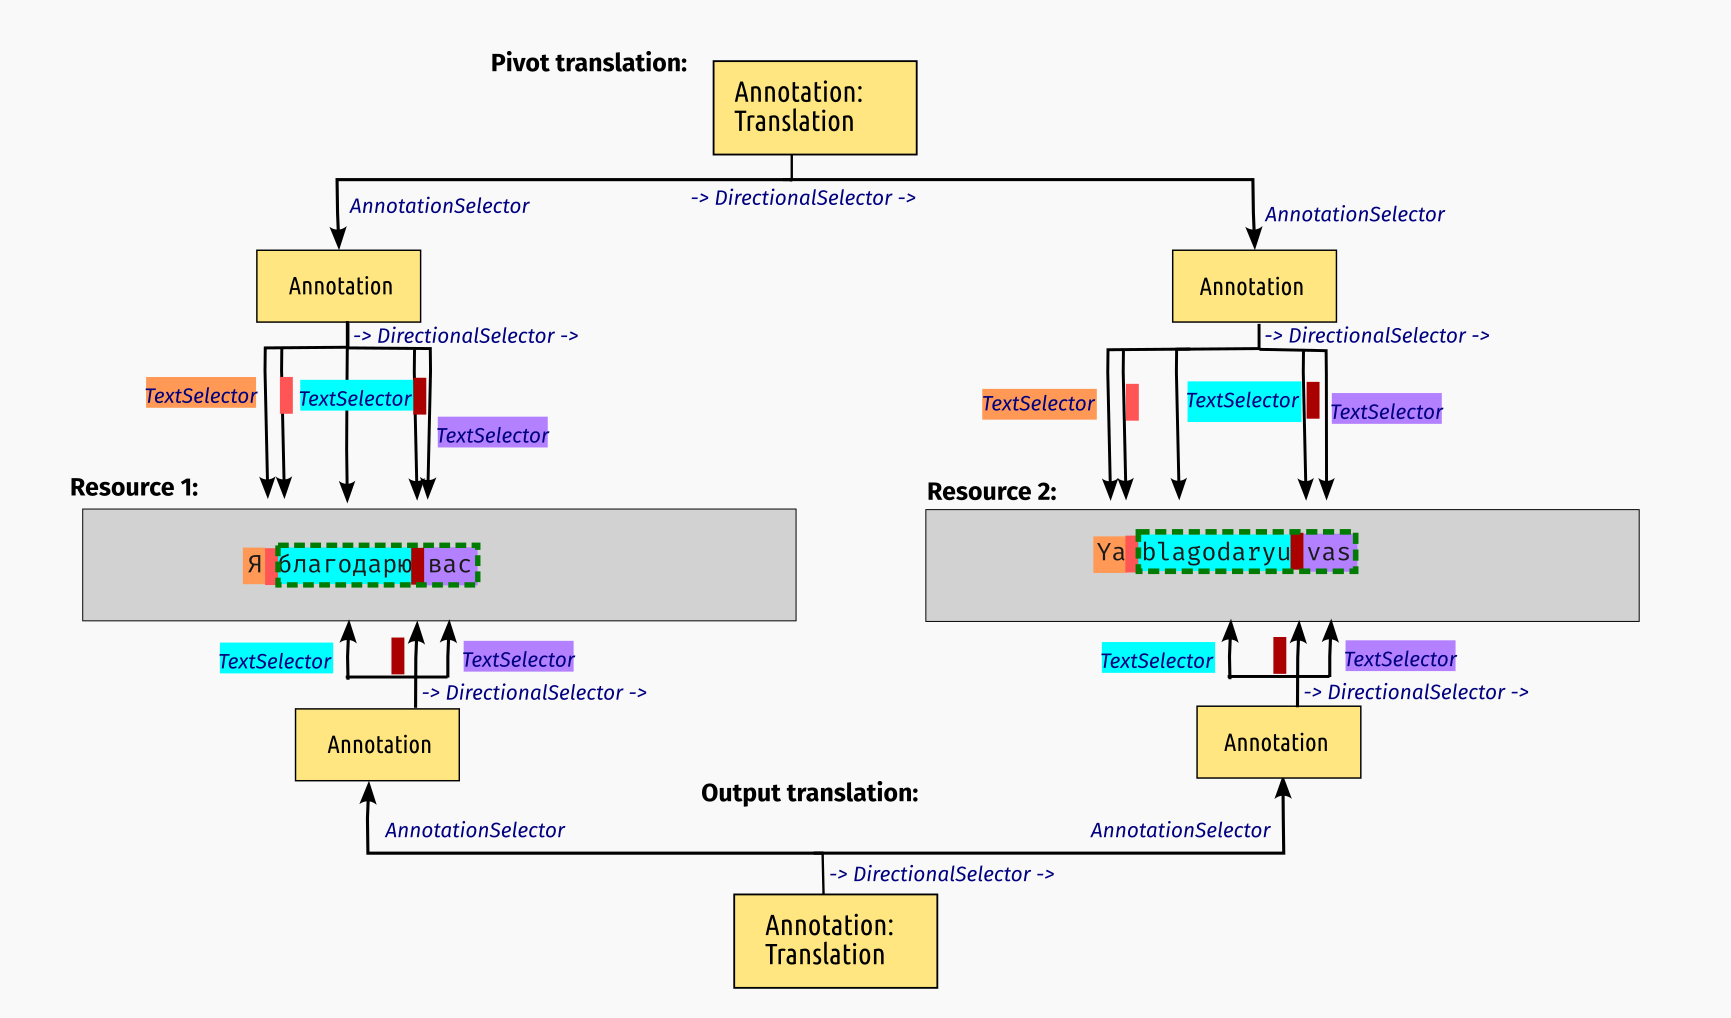 Pivot translation:
Annotation:
Translation
AnnotationSelector
-> DirectionalSelector ->
AnnotationSelector
Annotation
Annotation
-> DirectionalSelector ->
-> DirectionalSelector ->
TextSelector
TextSelector
TextSelector
TextSelector
TextSelector
TextSelector
Resource 1:
Resource 2:
Я благодарю вас
Ya blagodaryu vas
TextSelector
TextSelector
TextSelector
TextSelector
-> DirectionalSelector ->
-> DirectionalSelector ->
Annotation
Annotation
Output translation:
AnnotationSelector
AnnotationSelector
-> DirectionalSelector ->
Annotation:
Translation